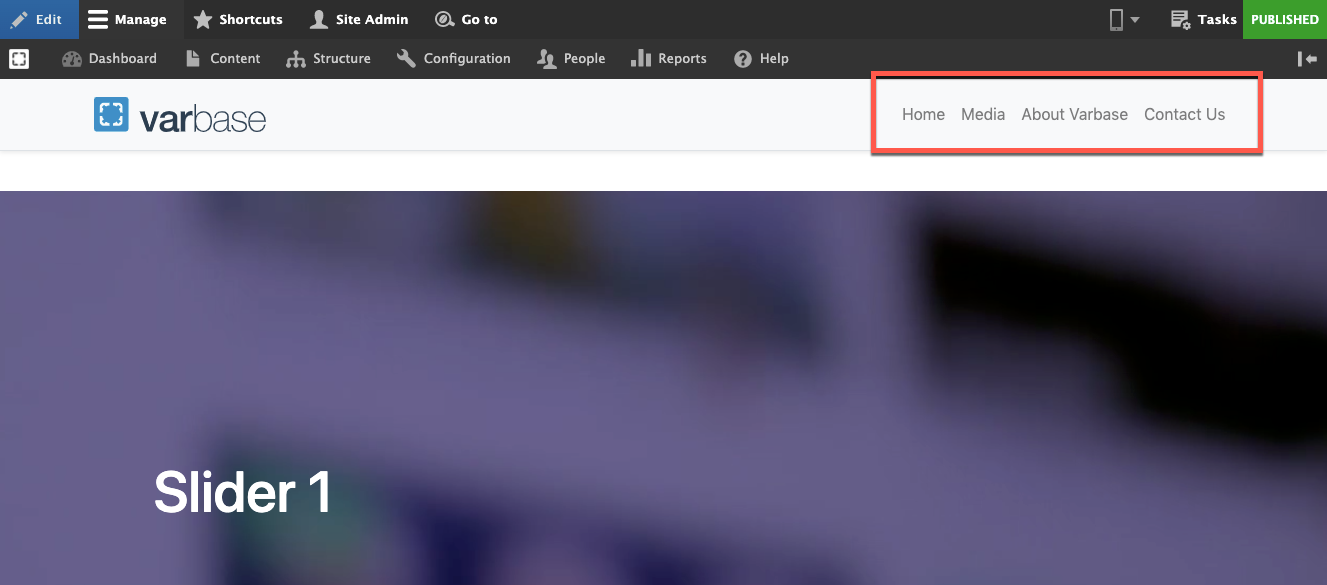 Edit Manage Shortcuts Site Admin Go to Tasks PUBLISHED
Dashboard Content Structure Configuration People Reports Help
varbase Home Media About Varbase Contact Us
Slider 1